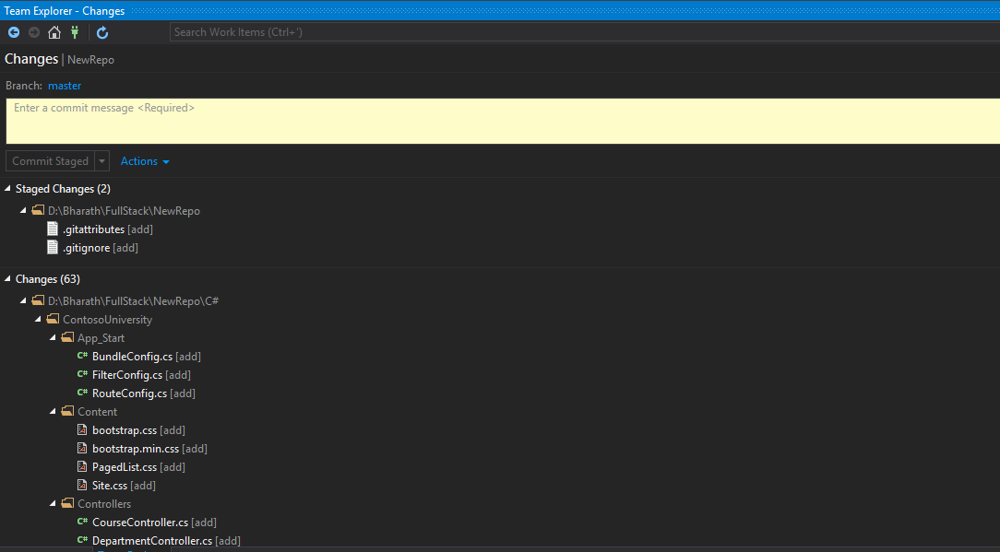 Team Explorer - Changes
Search Work Items (Ctrl+')
Changes | NewRepo
Branch: master
Enter a commit message <Required>
Commit Staged Actions
Staged Changes (2)
D:\Bharath\FullStack\NewRepo
.gitattributes [add]
.gitignore [add]
Changes (63)
D:\Bharath\FullStack\NewRepo\C#
ContosoUniversity
App_Start
C# BundleConfig.cs [add]
C# FilterConfig.cs [add]
C# RouteConfig.cs [add]
Content
bootstrap.css [add]
bootstrap.min.css [add]
PagedList.css [add]
Site.css [add]
Controllers
C# CourseController.cs [add]
C# DepartmentController.cs [add]